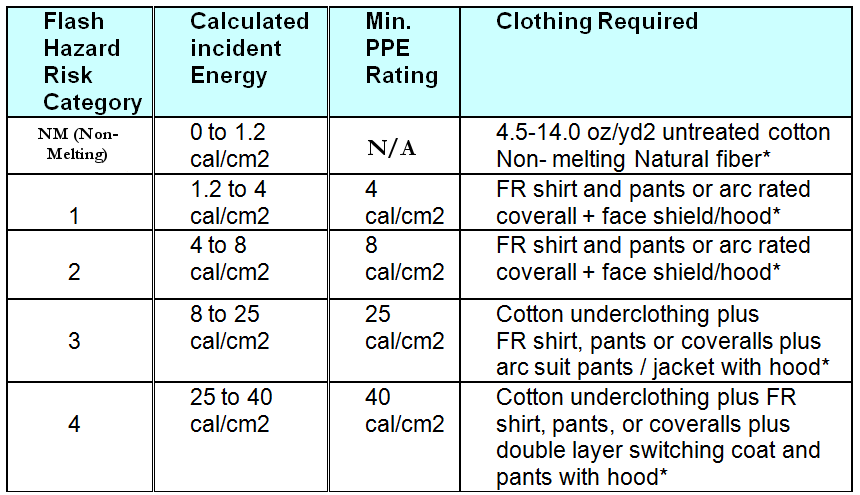 Flash Hazard Risk Category
Calculated incident Energy
Min. PPE Rating
Clothing Required
NM (Non-
Melting)
0 to 1.2
cal/cm2
N/A
4.5-14.0 oz/yd2 untreated cotton
Non- melting Natural fiber*
1
1.2 to 4
cal/cm2
4
cal/cm2
FR shirt and pants or arc rated
coverall + face shield/hood*
2
4 to 8
cal/cm2
8
cal/cm2
FR shirt and pants or arc rated
coverall + face shield/hood*
3
8 to 25
cal/cm2
25
cal/cm2
Cotton underclothing plus
FR shirt, pants or coveralls plus
arc suit pants / jacket with hood*
4
25 to 40
cal/cm2
40
cal/cm2
Cotton underclothing plus FR
shirt, pants, or coveralls plus
double layer switching coat and
pants with hood*